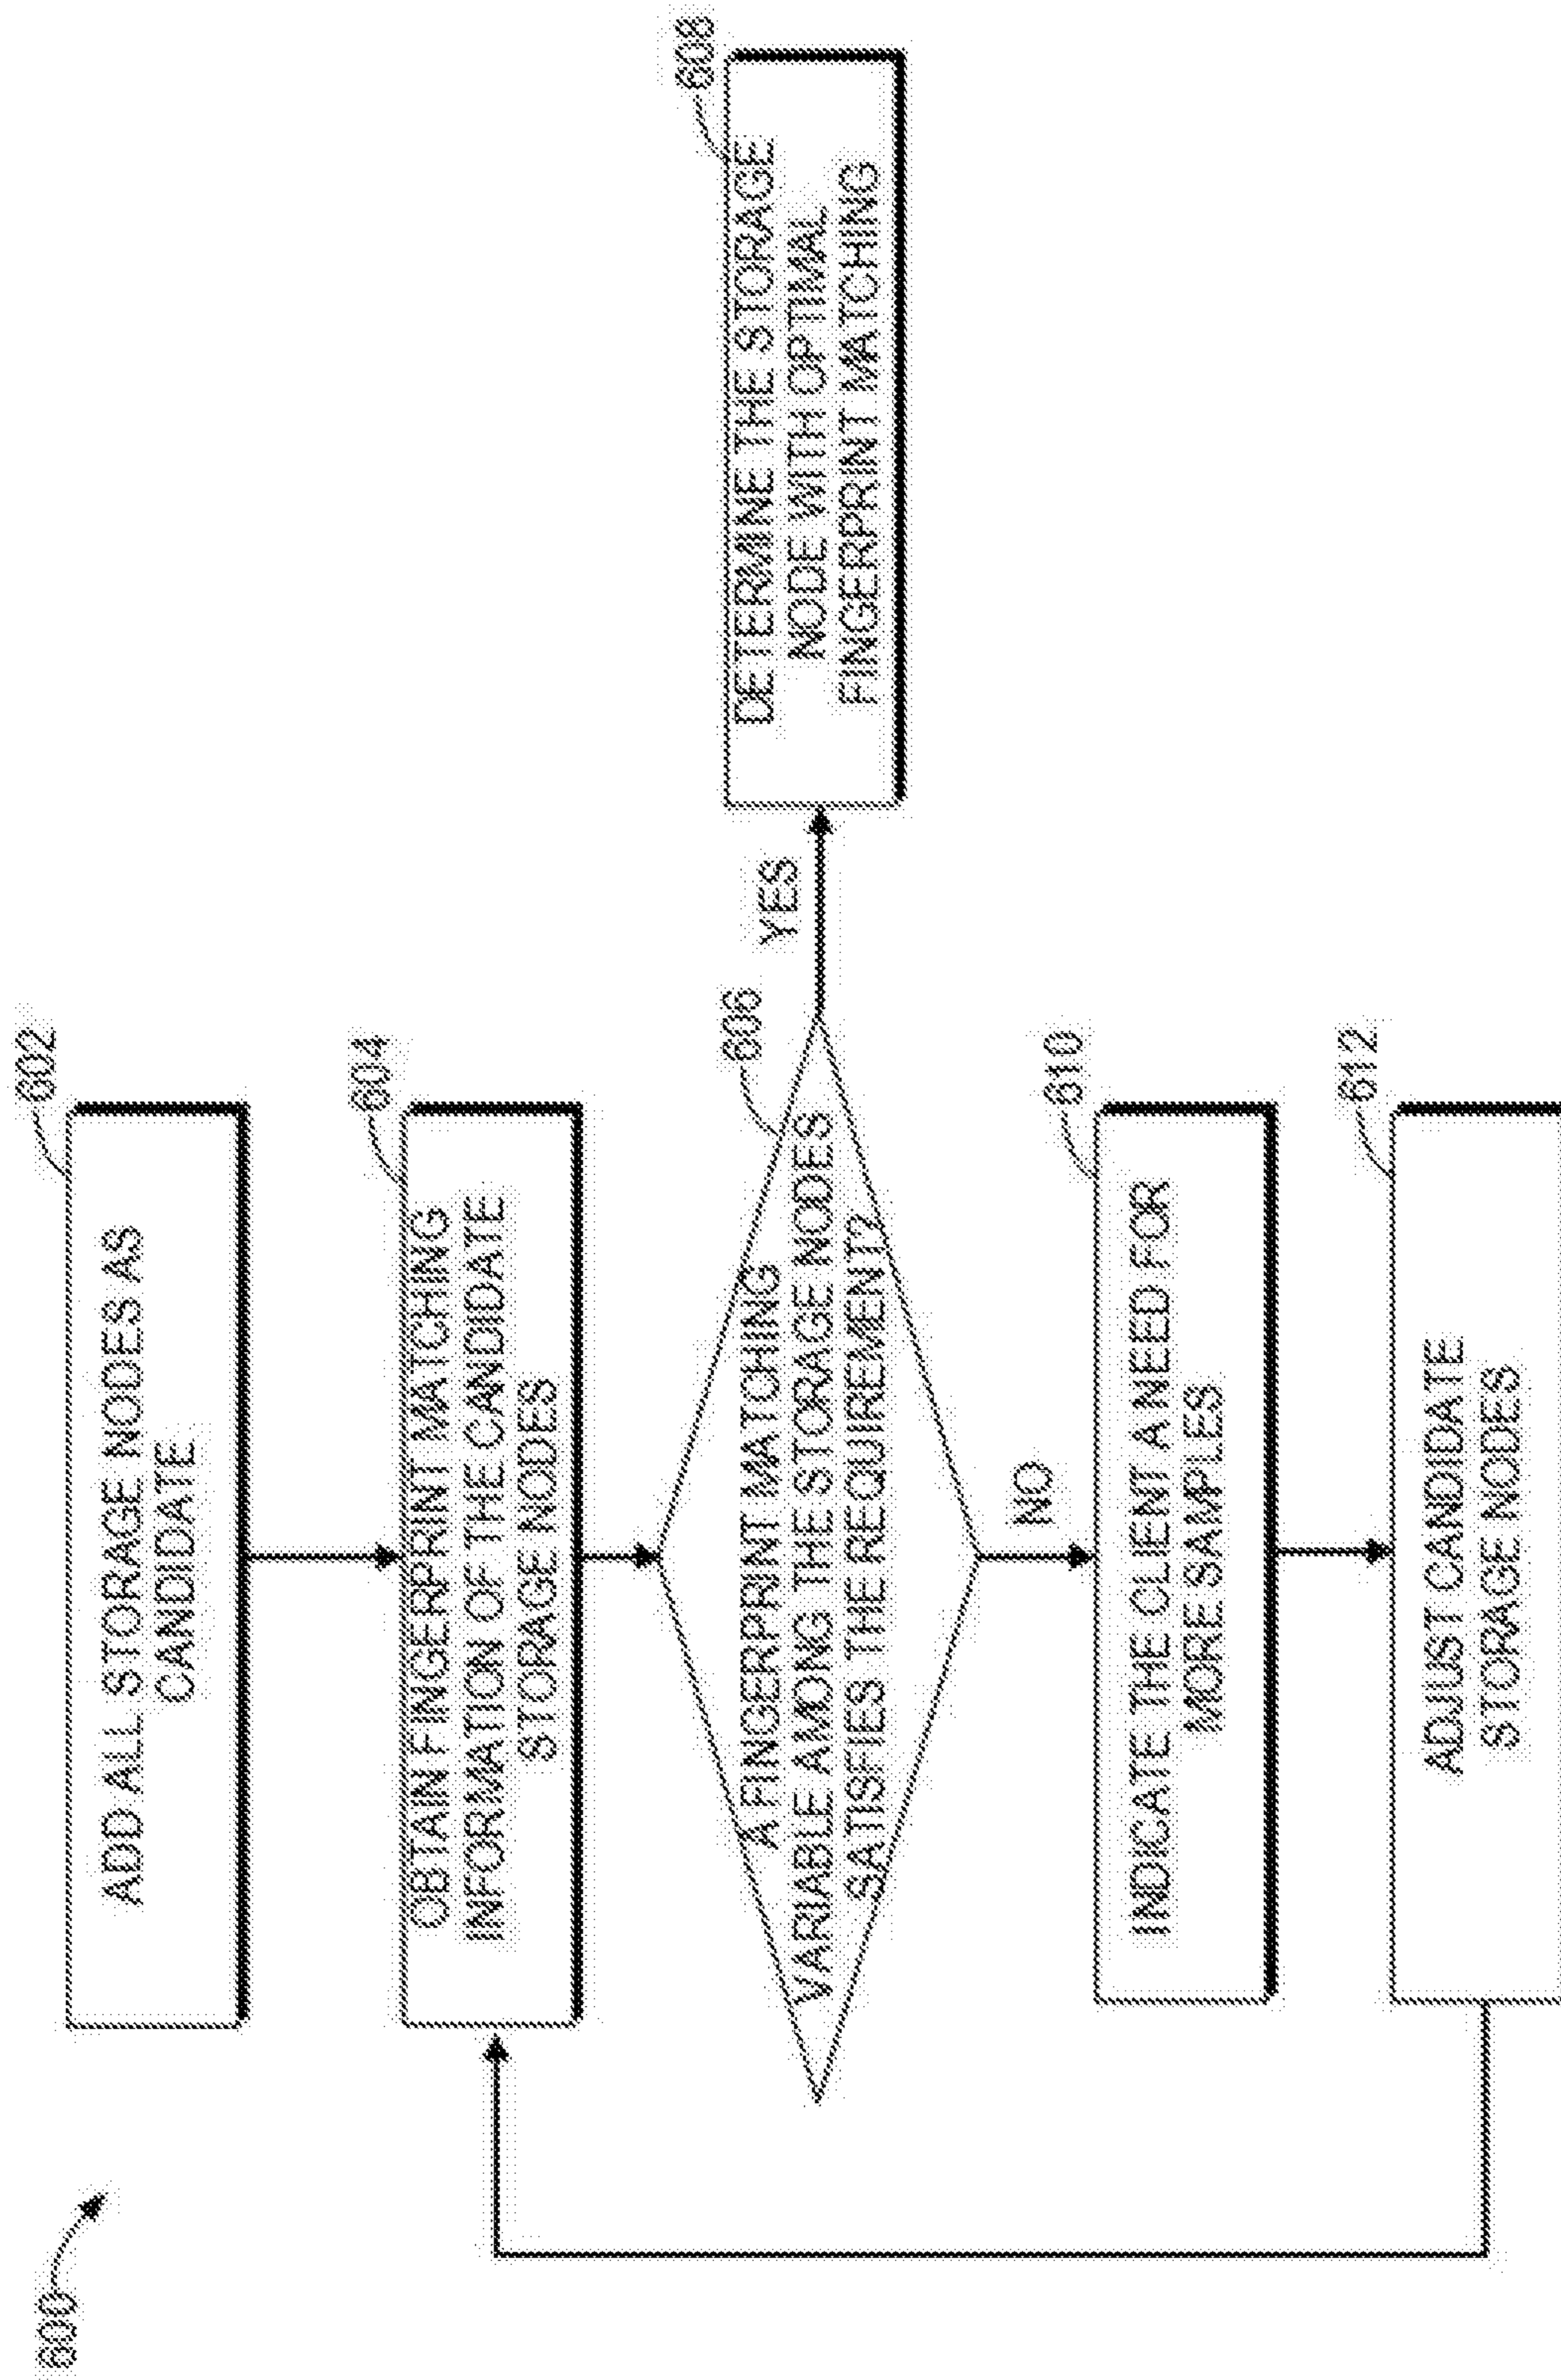 600
602
ADD ALL STORAGE NODES AS
CANDIDATE
604
OBTAIN FINGERPRINT MATCHING
INFORMATION OF THE CANDIDATE
STORAGE NODES
606
A FINGERPRINT MATCHING
VARIABLE AMONG THE STORAGE NODES
SATISFIES THE REQUIREMENT?
YES
608
DETERMINE THE STORAGE
NODE WITH OPTIMAL
FINGERPRINT MATCHING
NO
610
INDICATE THE CLIENT A NEED FOR
MORE SAMPLES
612
ADJUST CANDIDATE
STORAGE NODES